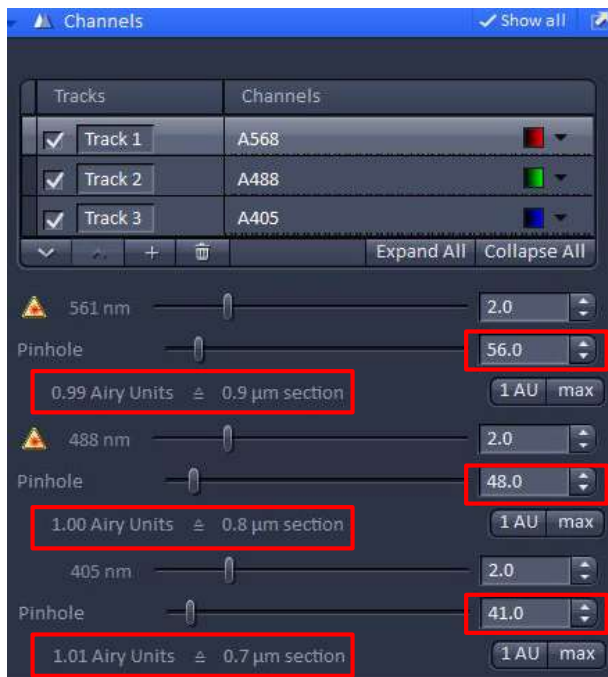 Channels Show all
Tracks Channels
Track 1 A568
Track 2 A488
Track 3 A405
+ Expand All Collapse All
561 nm 2.0
Pinhole 56.0
0.99 Airy Units ≙ 0.9 µm section 1 AU max
488 nm 2.0
Pinhole 48.0
1.00 Airy Units ≙ 0.8 µm section 1 AU max
405 nm 2.0
Pinhole 41.0
1.01 Airy Units ≙ 0.7 µm section 1 AU max